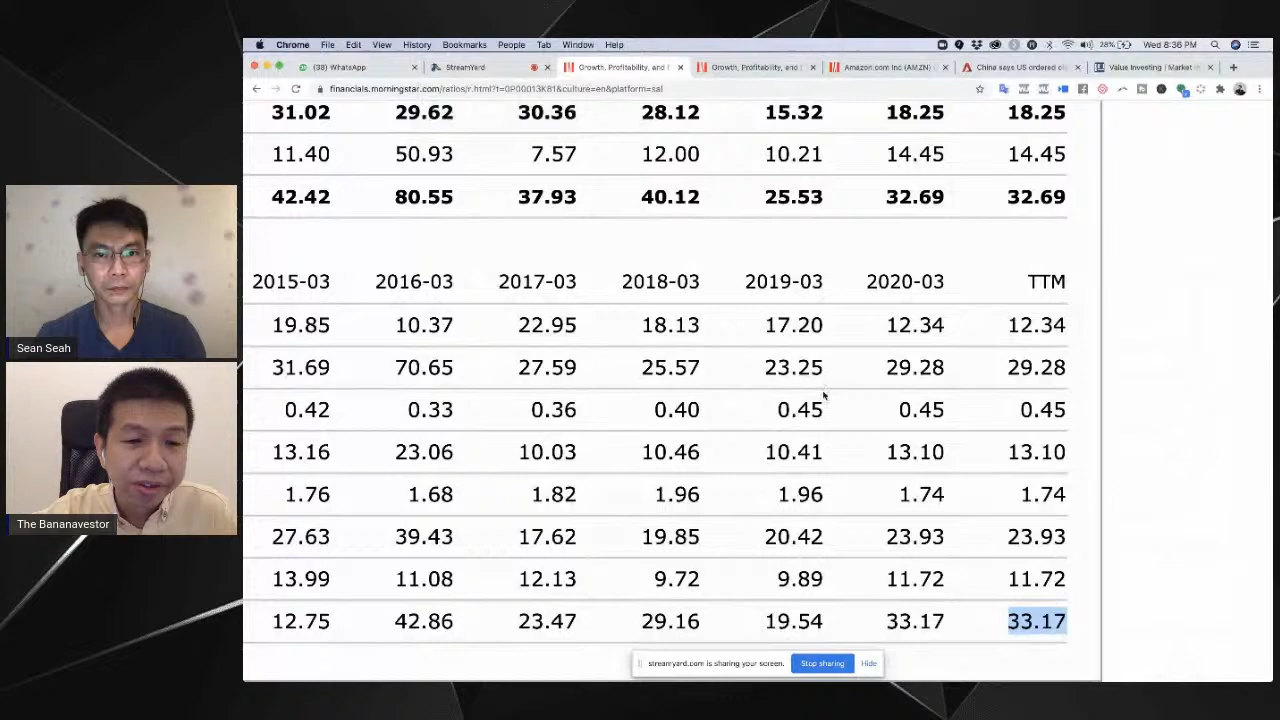 Chrome File Edit View History Bookmarks People Tab Window Help 28% Wed 8:36 PM
(38) WhatsApp StreamYard Growth, Profitability, and Growth, Profitability, and Amazon.com Inc (AMZN) China says US ordered Value Investing | Market
financials.morningstar.com/ratios/r.html?t=0P00013K81&culture=en&platform=sal
31.02 29.62 30.36 28.12 15.32 18.25 18.25
11.40 50.93 7.57 12.00 10.21 14.45 14.45
42.42 80.55 37.93 40.12 25.53 32.69 32.69
2015-03 2016-03 2017-03 2018-03 2019-03 2020-03 TTM
19.85 10.37 22.95 18.13 17.20 12.34 12.34
31.69 70.65 27.59 25.57 23.25 29.28 29.28
0.42 0.33 0.36 0.40 0.45 0.45 0.45
13.16 23.06 10.03 10.46 10.41 13.10 13.10
1.76 1.68 1.82 1.96 1.96 1.74 1.74
27.63 39.43 17.62 19.85 20.42 23.93 23.93
13.99 11.08 12.13 9.72 9.89 11.72 11.72
12.75 42.86 23.47 29.16 19.54 33.17 33.17
streamyard.com is sharing your screen. Stop sharing Hide
Sean Seah
The Bananavestor